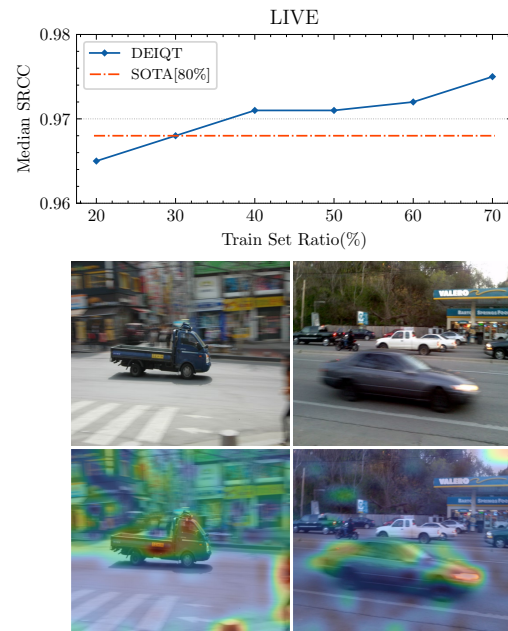 LIVE
0.98
0.97
0.96
Median SRCC
DEIQT
SOTA[80%]
20 30 40 50 60 70
Train Set Ratio(%)
VALERO
VALERO